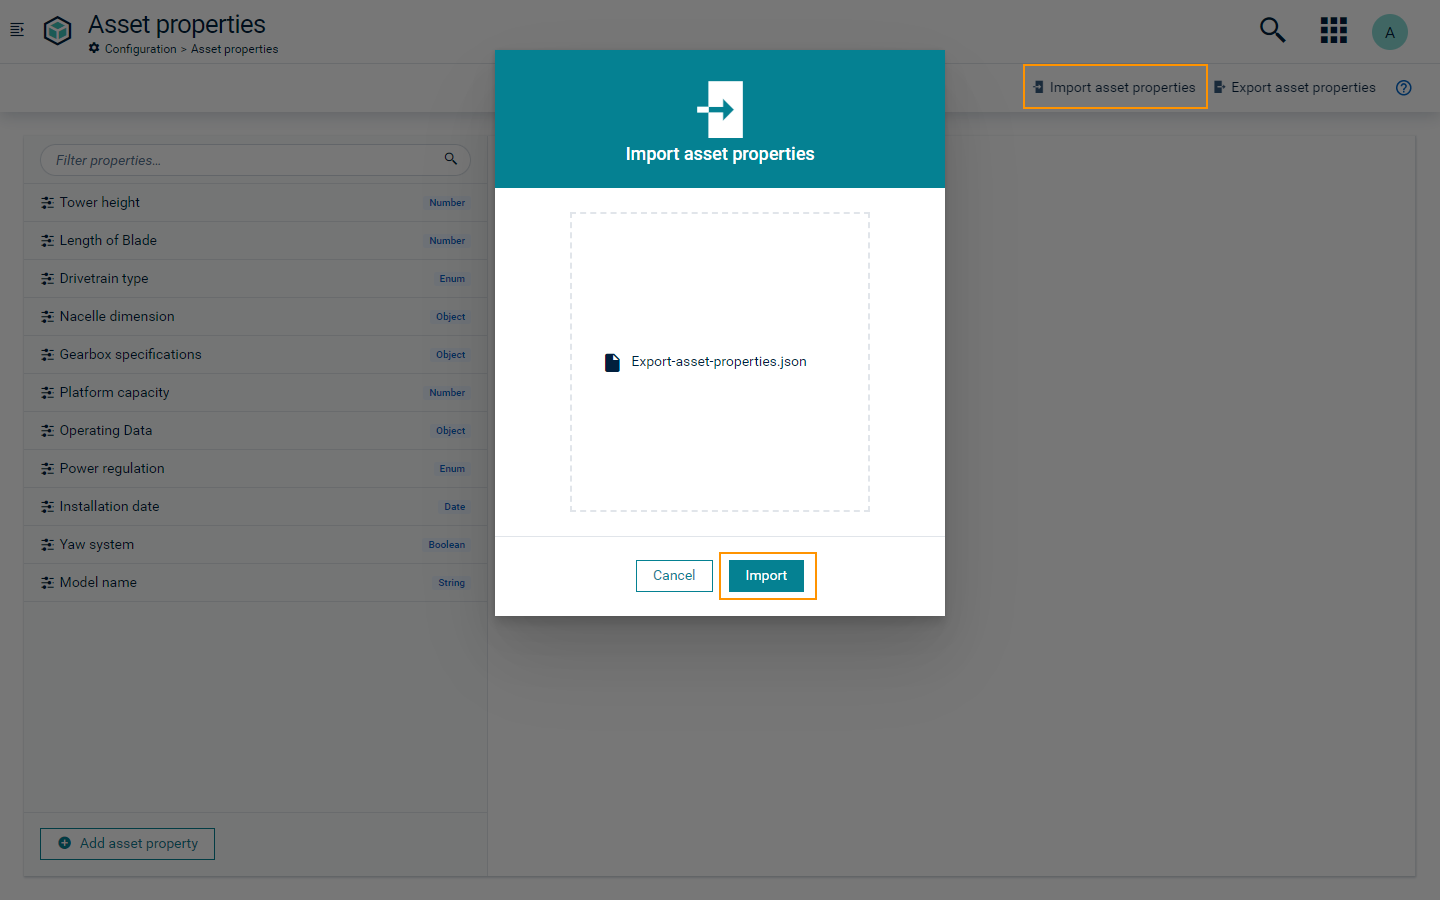 Asset properties
Configuration > Asset properties
A
Import asset properties
Export asset properties
Filter properties...
Tower height Number
Length of Blade Number
Drivetrain type Enum
Nacelle dimension Object
Gearbox specifications Object
Platform capacity Number
Operating Data Object
Power regulation Enum
Installation date Date
Yaw system Boolean
Model name String
Add asset property
Import asset properties
Export-asset-properties.json
Cancel
Import